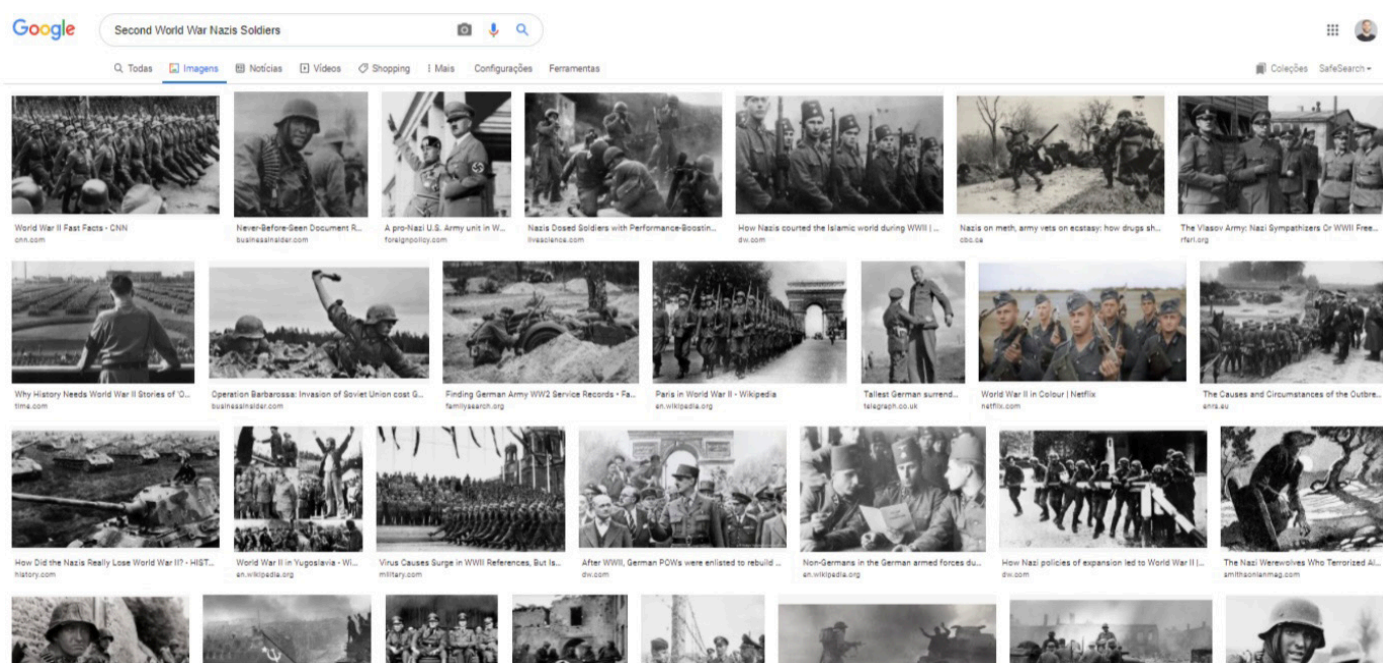 Google
Second World War Nazis Soldiers
Todas
Imagens
Notícias
Vídeos
Shopping
Mais
Configurações
Ferramentas
Coleções
SafeSearch
World War II Fast Facts - CNN
cnn.com
Never-Before-Seen Document R...
businessinsider.com
A pro-Nazi U.S. Army unit in W...
foreignpolicy.com
Nazis Dosed Soldiers with Performance-Boostin...
livescience.com
How Nazis courted the Islamic world during WWII | ...
dw.com
Nazis on meth, army vets on ecstasy: how drugs sh...
cbc.ca
The Vlasov Army: Nazi Sympathizers Or WWII Free...
rferl.org
Why History Needs World War II Stories of 'O...
time.com
Operation Barbarossa: Invasion of Soviet Union cost G...
businessinsider.com
Finding German Army WW2 Service Records • Fa...
familysearch.org
Paris in World War II - Wikipedia
en.wikipedia.org
Tallest German surrend...
telegraph.co.uk
World War II in Colour | Netflix
netflix.com
The Causes and Circumstances of the Outbre...
enrs.eu
How Did the Nazis Really Lose World War II? - HIST...
history.com
World War II in Yugoslavia - Wi...
en.wikipedia.org
Virus Causes Surge in WWII References, But Is...
military.com
After WWII, German POWs were enlisted to rebuild ...
dw.com
Non-Germans in the German armed forces du...
en.wikipedia.org
How Nazi policies of expansion led to World War II |...
dw.com
The Nazi Werewolves Who Terrorized Al...
smithsonianmag.com